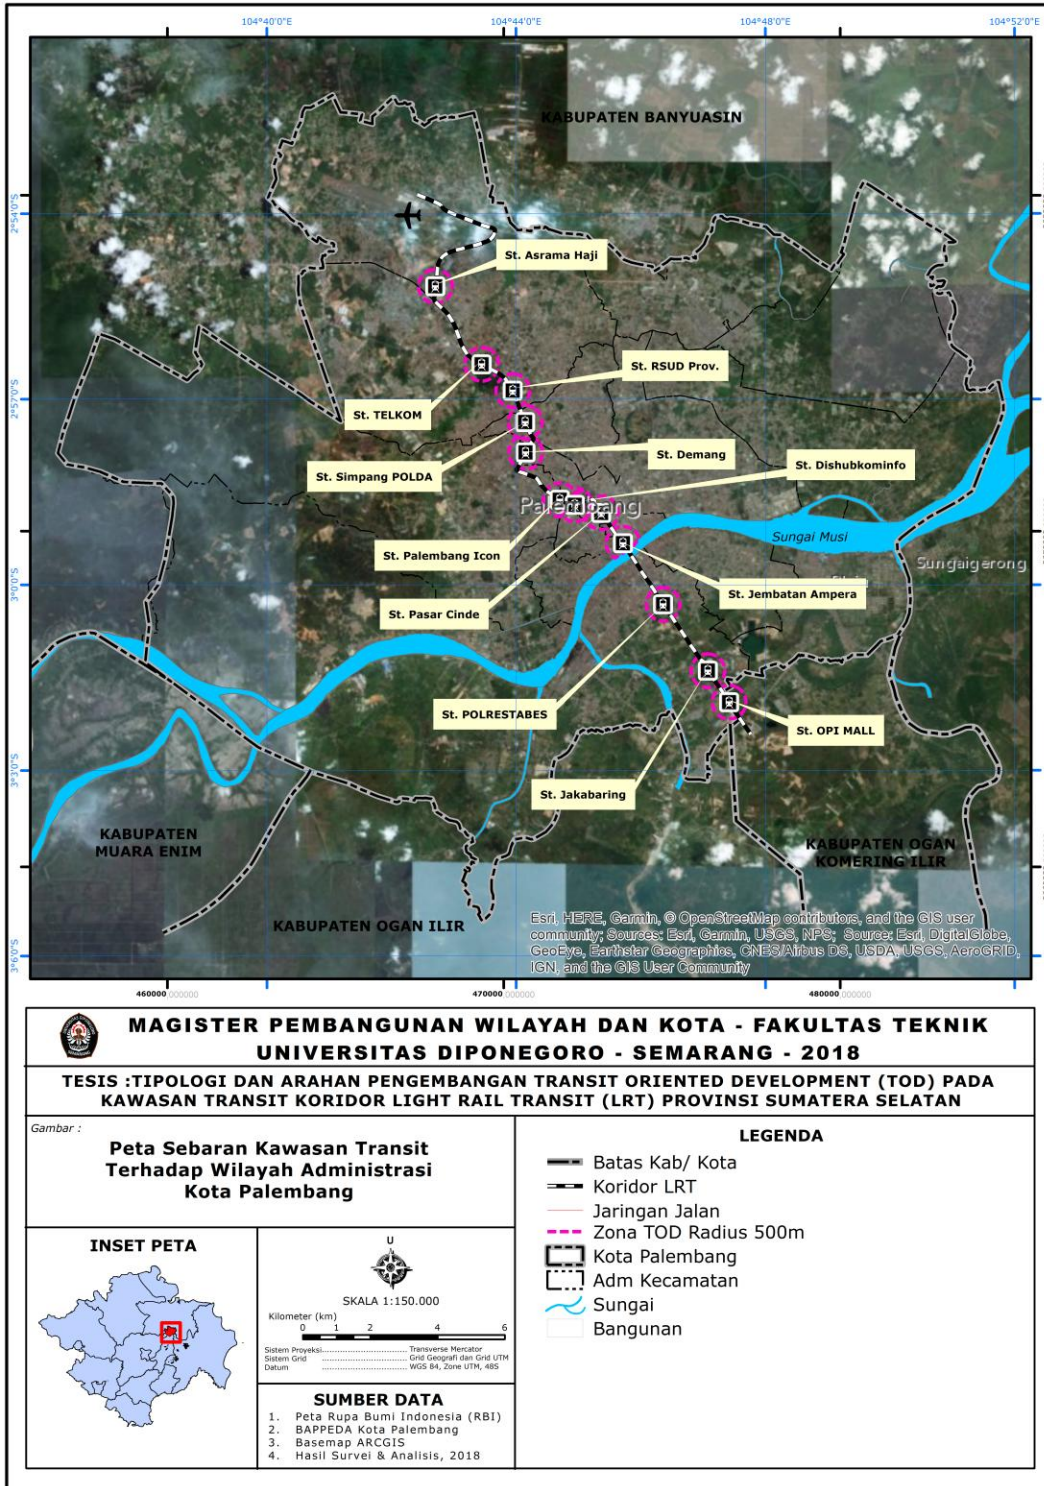 104°40'0"E
104°44'0"E
104°48'0"E
104°52'0"E
KABUPATEN BANYUASIN
2°54'0"S
St. Asrama Haji
St. RSUD Prov.
2°57'0"S
St. TELKOM
St. Demang
St. Dishubkominfo
St. Simpang POLDA
Palembang
Sungai Musi
St. Palembang Icon
Sungaigerong
3°0'0"S
St. Jembatan Ampera
St. Pasar Cinde
St. POLRESTABES
St. OPI MALL
3°3'0"S
St. Jakabaring
KABUPATEN
MUARA ENIM
KABUPATEN OGAN
KOMERING ILIR
KABUPATEN OGAN ILIR
Esri, HERE, Garmin, © OpenStreetMap contributors, and the GIS user
community; Sources: Esri, Garmin, USGS, NPS; Source: Esri, DigitalGlobe,
GeoEye, Earthstar Geographics, CNES/Airbus DS, USDA, USGS, AeroGRID,
IGN, and the GIS User Community
3°6'0"S
460000,000000
470000,000000
480000,000000
MAGISTER PEMBANGUNAN WILAYAH DAN KOTA - FAKULTAS TEKNIK
UNIVERSITAS DIPONEGORO - SEMARANG - 2018
TESIS :TIPOLOGI DAN ARAHAN PENGEMBANGAN TRANSIT ORIENTED DEVELOPMENT (TOD) PADA
KAWASAN TRANSIT KORIDOR LIGHT RAIL TRANSIT (LRT) PROVINSI SUMATERA SELATAN
Gambar :
Peta Sebaran Kawasan Transit
Terhadap Wilayah Administrasi
Kota Palembang
LEGENDA
Batas Kab/ Kota
Koridor LRT
Jaringan Jalan
Zona TOD Radius 500m
Kota Palembang
Adm Kecamatan
Sungai
Bangunan
INSET PETA
U
SKALA 1:150.000
Kilometer (km)
0 1 2 4 6
Sistem Proyeksi.......................... Transverse Mercator
Sistem Grid .......................... Grid Geografi dan Grid UTM
Datum .......................... WGS 84, Zone UTM, 48S
SUMBER DATA
1. Peta Rupa Bumi Indonesia (RBI)
2. BAPPEDA Kota Palembang
3. Basemap ARCGIS
4. Hasil Survei & Analisis, 2018